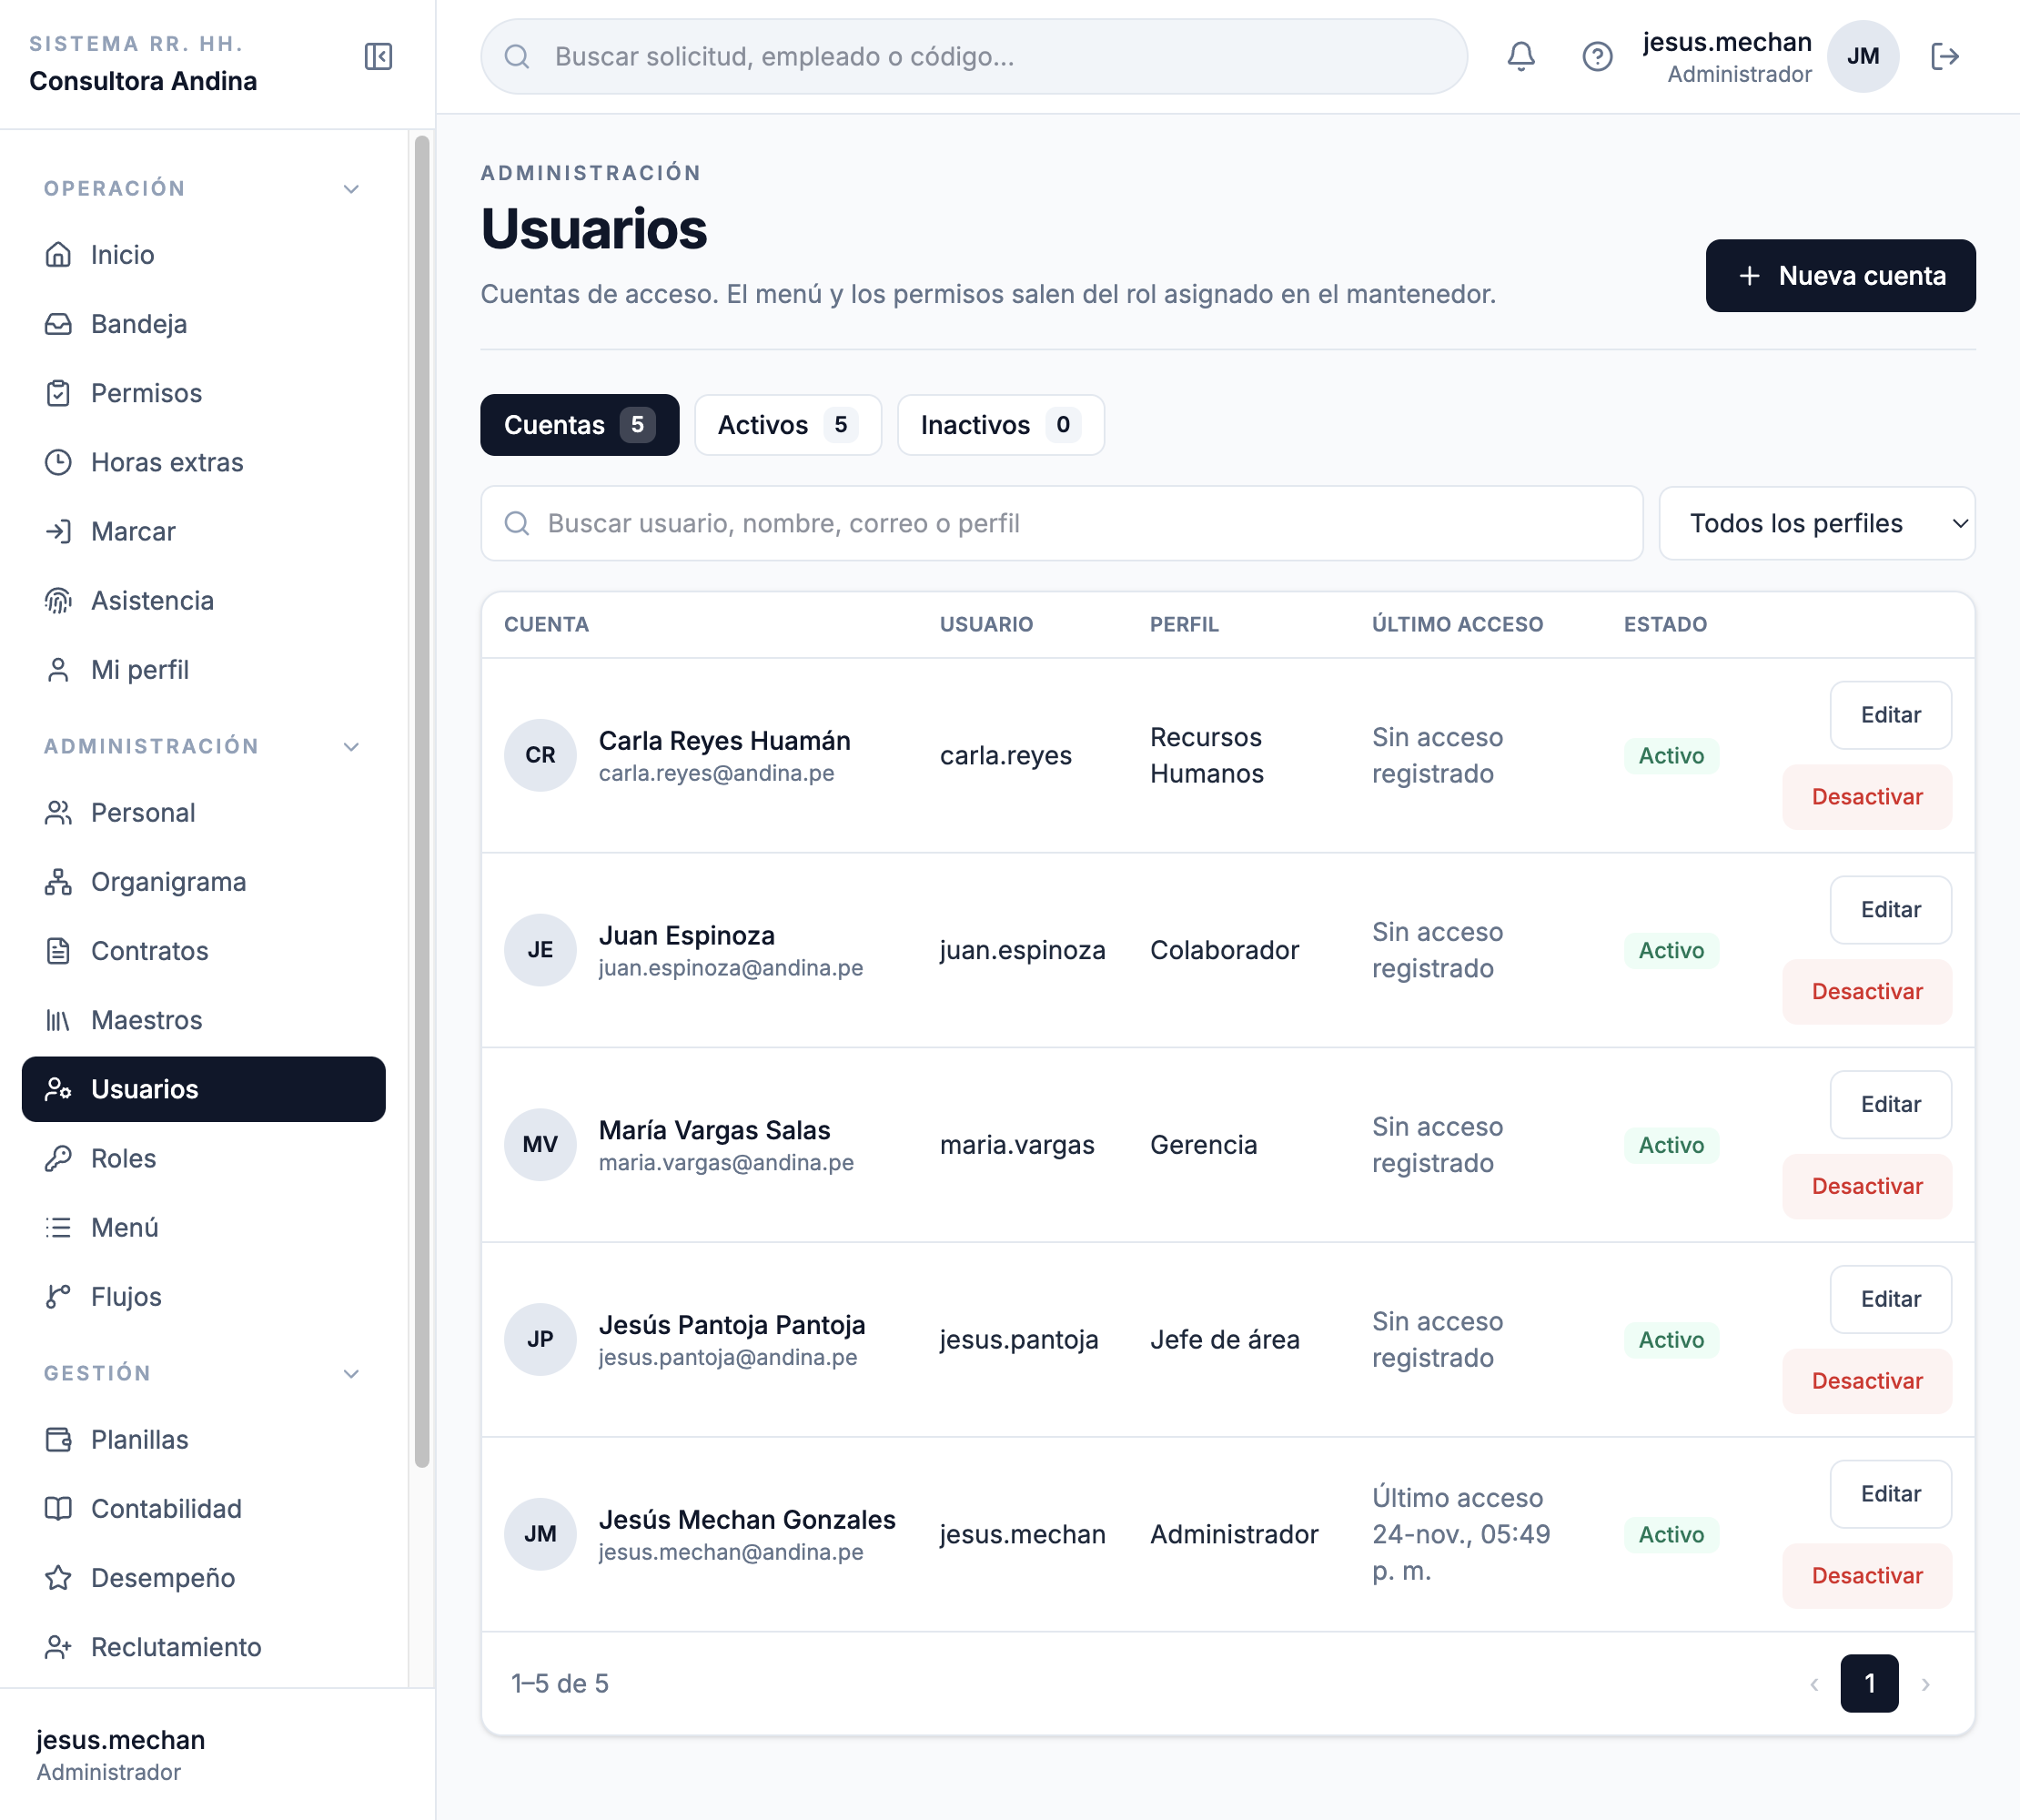 SISTEMA RR. HH.
Consultora Andina
OPERACIÓN
Inicio
Bandeja
Permisos
Horas extras
Marcar
Asistencia
Mi perfil
ADMINISTRACIÓN
Personal
Organigrama
Contratos
Maestros
Usuarios
Roles
Menú
Flujos
GESTIÓN
Planillas
Contabilidad
Desempeño
Reclutamiento
jesus.mechan
Administrador
Buscar solicitud, empleado o código...
jesus.mechan
Administrador
JM
ADMINISTRACIÓN
Usuarios
Cuentas de acceso. El menú y los permisos salen del rol asignado en el mantenedor.
+ Nueva cuenta
Cuentas 5
Activos 5
Inactivos 0
Buscar usuario, nombre, correo o perfil
Todos los perfiles
CUENTA USUARIO PERFIL ÚLTIMO ACCESO ESTADO
CR
Carla Reyes Huamán
carla.reyes@andina.pe
carla.reyes
Recursos
Humanos
Sin acceso
registrado
Activo
Editar
Desactivar
JE
Juan Espinoza
juan.espinoza@andina.pe
juan.espinoza
Colaborador
Sin acceso
registrado
Activo
Editar
Desactivar
MV
María Vargas Salas
maria.vargas@andina.pe
maria.vargas
Gerencia
Sin acceso
registrado
Activo
Editar
Desactivar
JP
Jesús Pantoja Pantoja
jesus.pantoja@andina.pe
jesus.pantoja
Jefe de área
Sin acceso
registrado
Activo
Editar
Desactivar
JM
Jesús Mechan Gonzales
jesus.mechan@andina.pe
jesus.mechan
Administrador
Último acceso
24-nov., 05:49
p. m.
Activo
Editar
Desactivar
1–5 de 5
‹ 1 ›